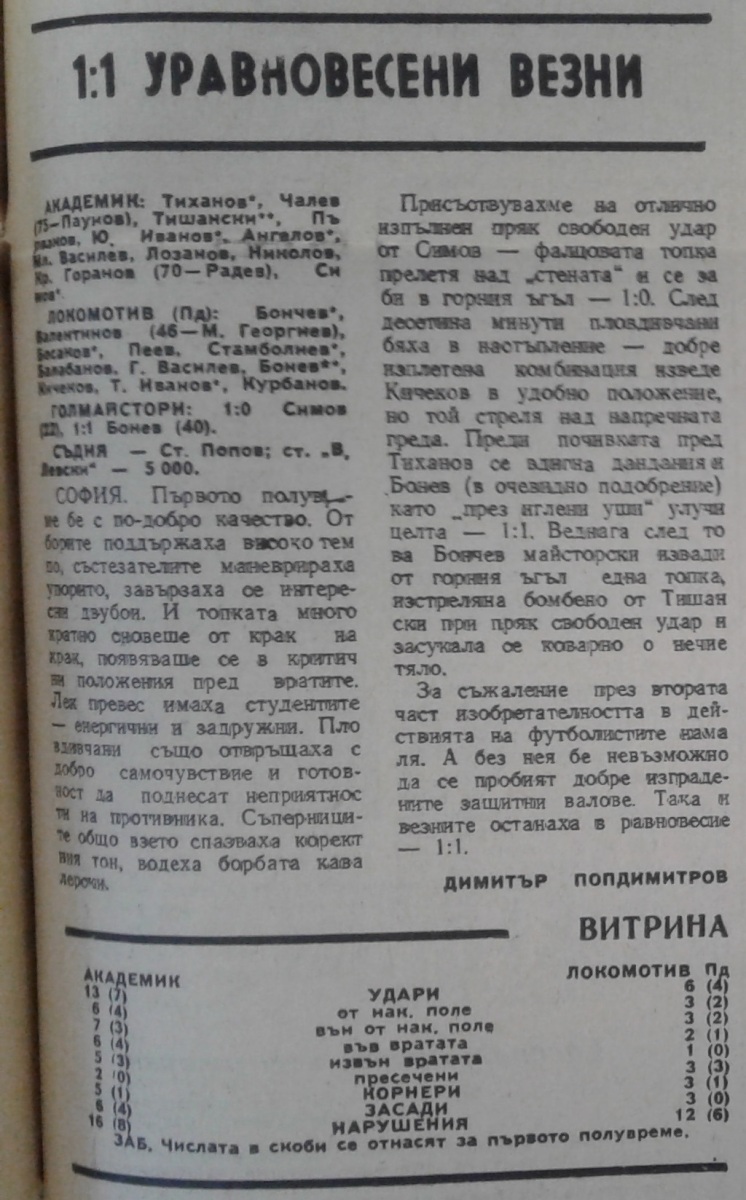 1:1 УРАВНОВЕСЕНИ ВЕЗНИ
АКАДЕМИК: Тиханов*, Чалев
(75—Паунов), Тишански**, Пъ
Ю. Иванов*, Ангелов*,
Василев, Лозанов, Николов,
Кр. Горанов (70—Радев), Си
мов*
ЛОКОМОТИВ (Пд): Бончев*,
Валентинов (46—М. Георгиев),
Пеев, Стамболиев*,
Балабанов, Г. Василев, Бонев**,
Кичеков, Т. Иванов*, Курбанов.
ГОЛМАЙСТОРИ: 1:0 Симов
(22), 1:1 Бонев (40).
СЪДИЯ — Ст. Попов; ст. „В.
Левски" — 5 000.
СОФИЯ. Първото полувре-
ме бе с по-добро качество. От
борите поддържаха високо тем
по, състезателите маневрираха
упорито, завързаха се интере-
сни двубои. И топката много
кратно сновеше от крак на
крак, появяваше се в критич
ни положения пред вратите.
Лек превес имаха студентите
— енергични и задружни. Пло
вдивчани също отвръщаха с
добро самочувствие и готов-
ност да поднесат неприятнос
ти на противника. Съперници-
те общо взето спазваха корект
ния тон, водеха борбата кава
лерски.
Присъствувахме на отлично
изпълнен пряк свободен удар
от Симов — фалцовата топка
прелетя над „стената" и се за
би в горния ъгъл — 1:0. След
десетина минути пловдивчани
бяха в настъпление — добре
изплетена комбинация изведе
Кичеков в удобно положение,
но той стреля над напречната
греда. Преди почивката пред
Тиханов се вдигна дандания и
Бонев (в очевидно подобрение)
като „през иглени уши" улучи
целта — 1:1. Веднага след то
ва Бончев майсторски извади
от горния ъгъл една топка,
изстреляна бомбено от Тишан
ски при пряк свободен удар и
засукала се коварно о нечие
тяло.
За съжаление през втората
част изобретателността в дей-
ствията на футболистите нама
ля. А без нея бе невъзможно
да се пробият добре изграде-
ните защитни валове. Така и
везните останаха в равновесие
— 1:1.
ДИМИТЪР ПОПДИМИТРОВ
ВИТРИНА
АКАДЕМИК ЛОКОМОТИВ Пд
13 (7) УДАРИ 6 (4)
6 (4) от нак. поле 3 (2)
7 (3) вън от нак. поле 3 (2)
6 (4) във вратата 2 (1)
5 (3) извън вратата 1 (0)
2 (0) пресечени 3 (3)
5 (1) КОРНЕРИ 3 (1)
6 (4) ЗАСАДИ 3 (0)
16 (8) НАРУШЕНИЯ 12 (6)
ЗАБ. Числата в скоби се отнасят за първото полувреме.